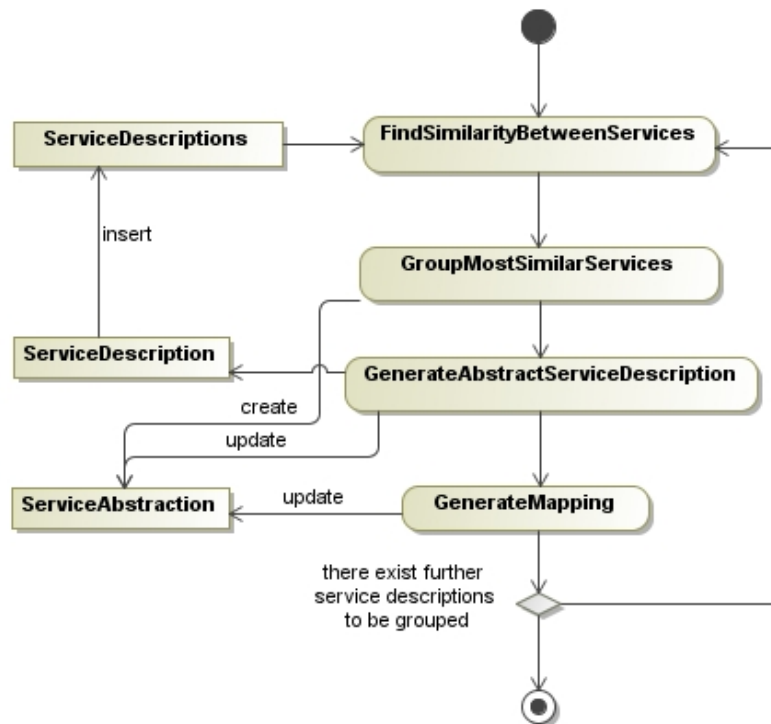 FindSimilarityBetweenServices
ServiceDescriptions
insert
GroupMostSimilarServices
ServiceDescription
GenerateAbstractServiceDescription
create
update
ServiceAbstraction
update
GenerateMapping
there exist further
service descriptions
to be grouped